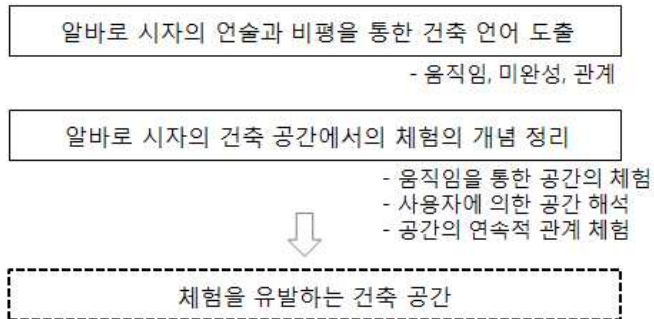 알바로 시자의 언술과 비평을 통한 건축 언어 도출
- 움직임, 미완성, 관계
알바로 시자의 건축 공간에서의 체험의 개념 정리
- 움직임을 통한 공간의 체험
- 사용자에 의한 공간 해석
- 공간의 연속적 관계 체험
체험을 유발하는 건축 공간